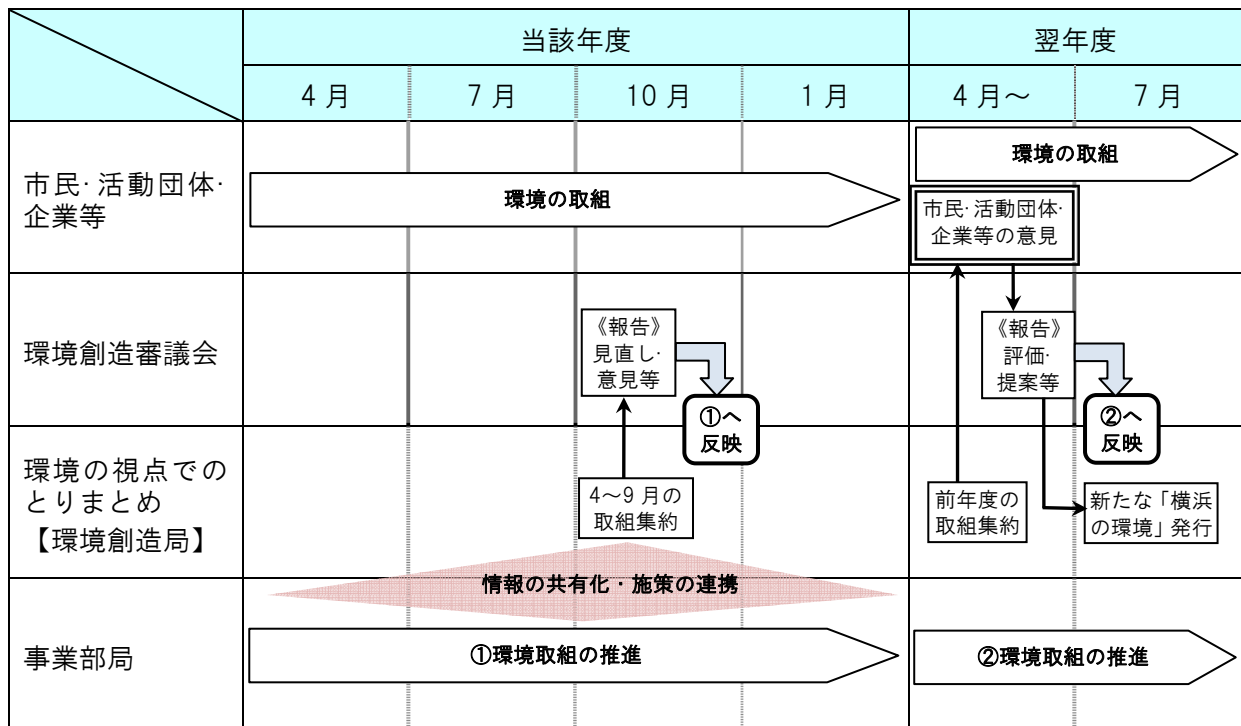 当該年度
翌年度
4月
7月
10月
1月
4月～
7月
市民・活動団体・
企業等
環境の取組
環境の取組
市民・活動団体・
企業等の意見
環境創造審議会
《報告》
見直し・
意見等
①へ
反映
《報告》
評価・
提案等
②へ
反映
環境の視点での
とりまとめ
【環境創造局】
4～9月の
取組集約
前年度の
取組集約
新たな「横浜
の環境」発行
情報の共有化・施策の連携
事業部局
①環境取組の推進
②環境取組の推進